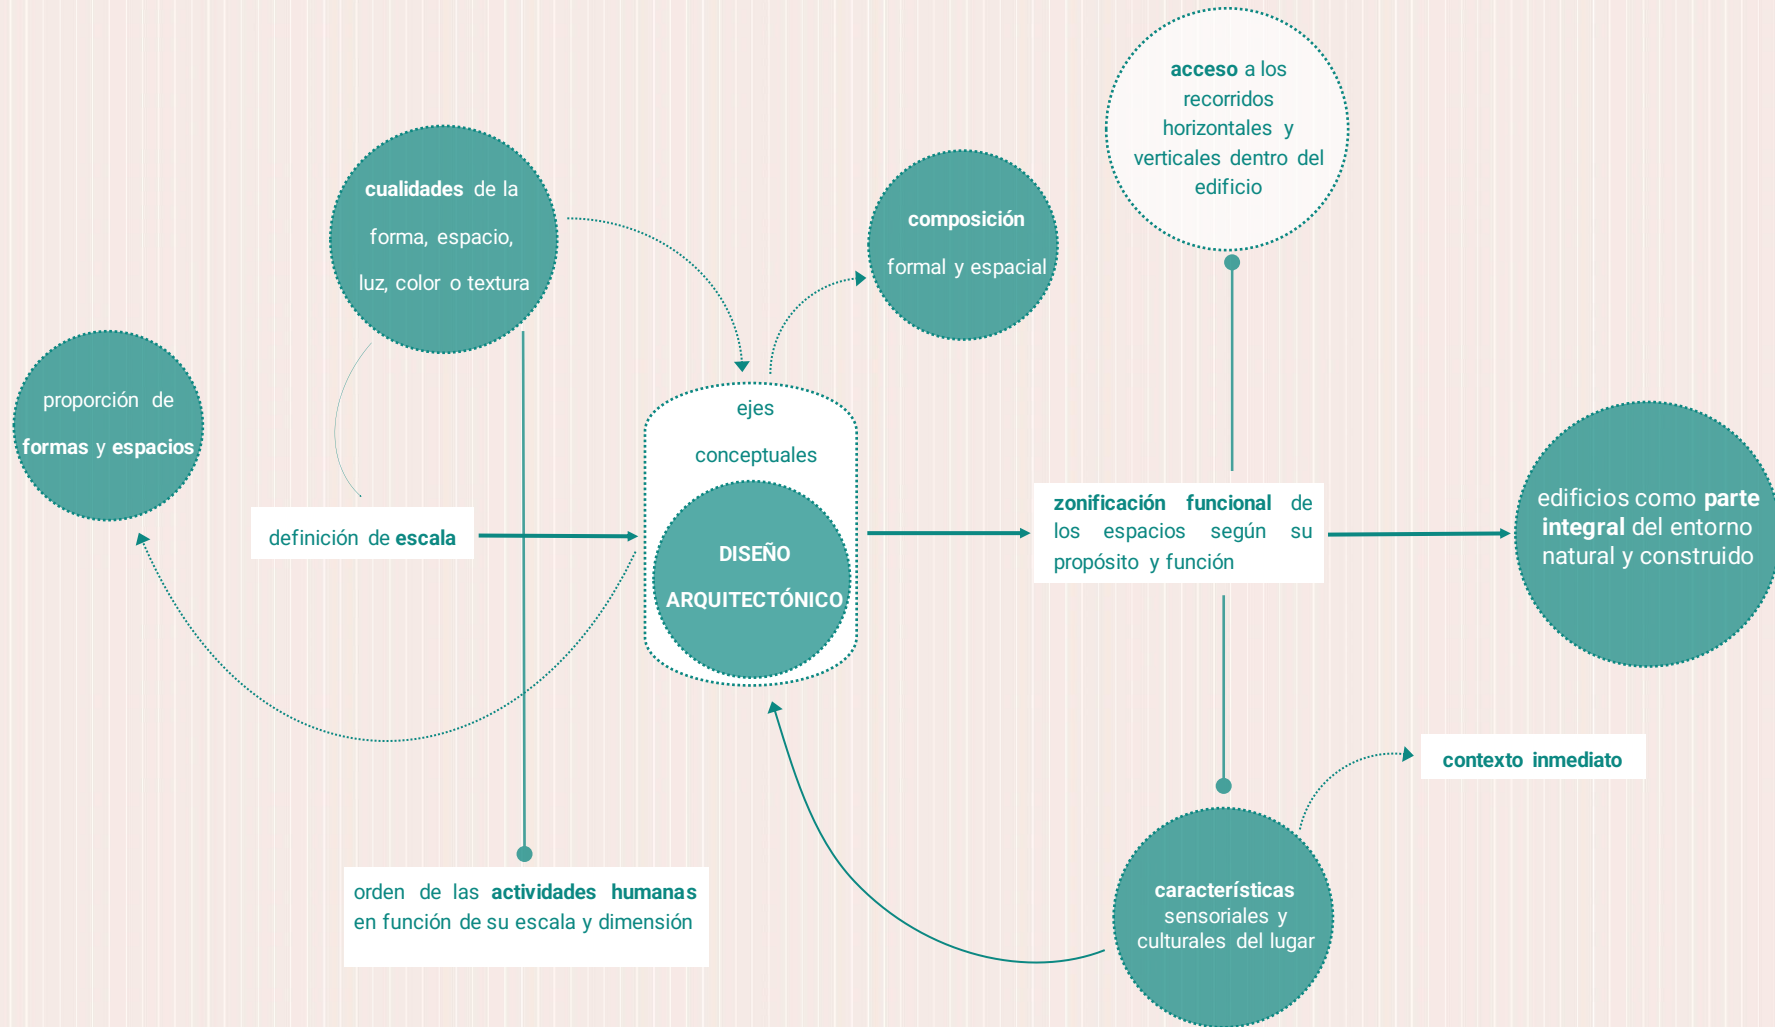 acceso a los
recorridos
horizontales y
verticales dentro del
edificio
cualidades de la
forma, espacio,
luz, color o textura
composición
formal y espacial
proporción de
formas y espacios
ejes
conceptuales
DISEÑO
ARQUITECTÓNICO
definición de escala
zonificación funcional de
los espacios según su
propósito y función
edificios como parte
integral del entorno
natural y construido
contexto inmediato
orden de las actividades humanas
en función de su escala y dimensión
características
sensoriales y
culturales del lugar